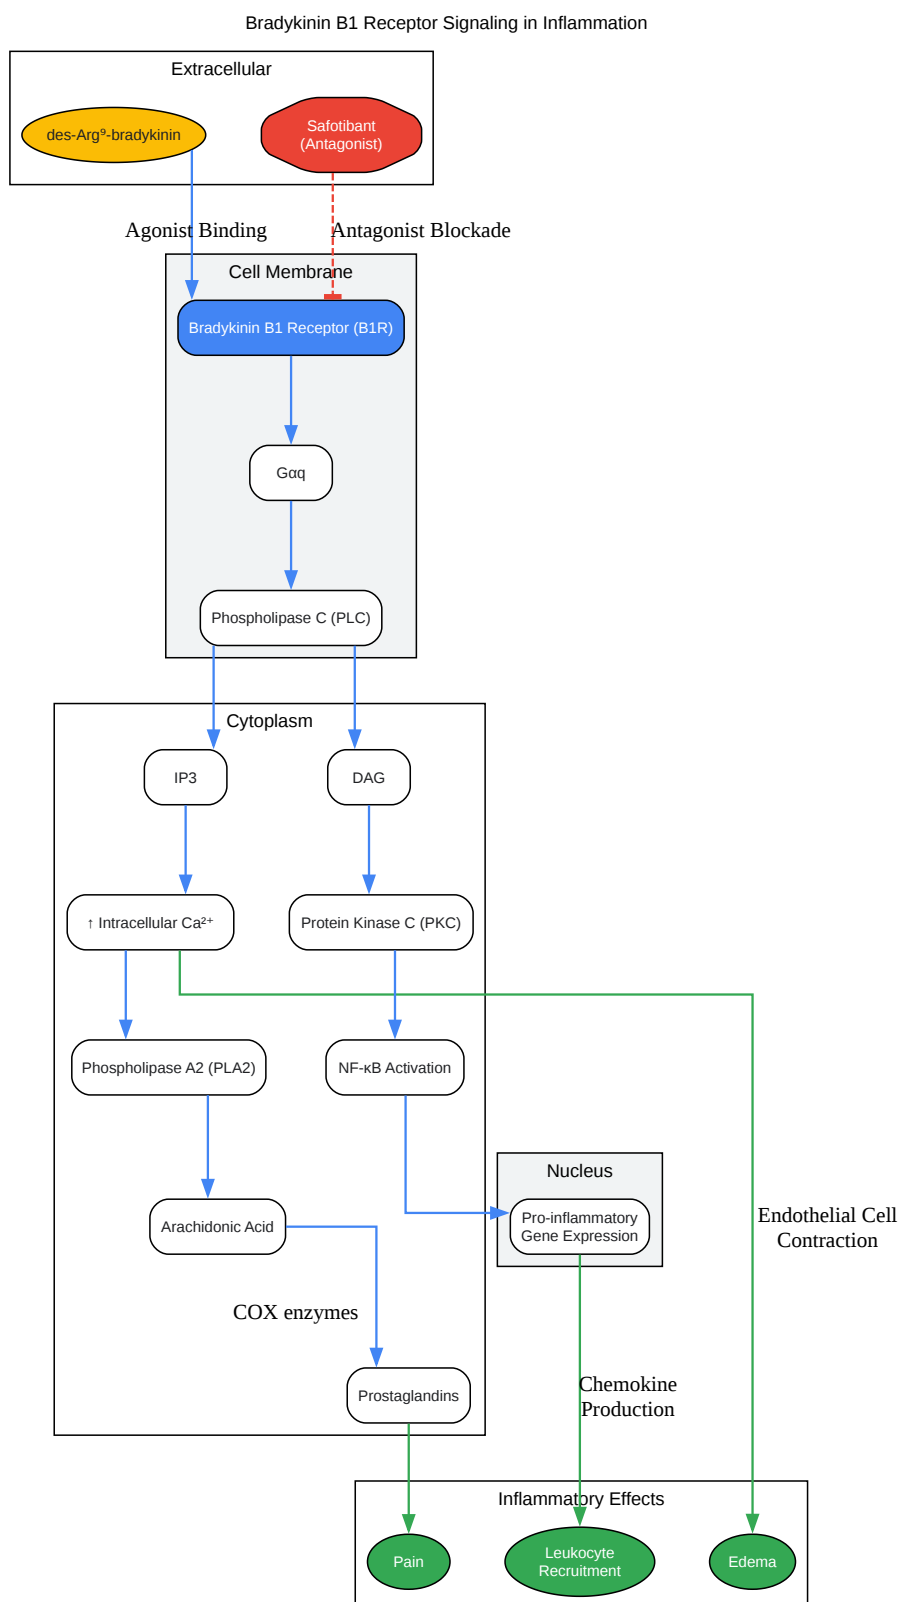 Bradykinin B1 Receptor Signaling in Inflammation
Extracellular
des-Arg⁹-bradykinin
Safotibant
(Antagonist)
Agonist Binding
Antagonist Blockade
Cell Membrane
Bradykinin B1 Receptor (B1R)
Gαq
Phospholipase C (PLC)
Cytoplasm
IP3
DAG
↑ Intracellular Ca²⁺
Protein Kinase C (PKC)
Phospholipase A2 (PLA2)
NF-κB Activation
Nucleus
Pro-inflammatory
Gene Expression
Arachidonic Acid
Endothelial Cell
Contraction
COX enzymes
Prostaglandins
Chemokine
Production
Inflammatory Effects
Pain
Leukocyte
Recruitment
Edema